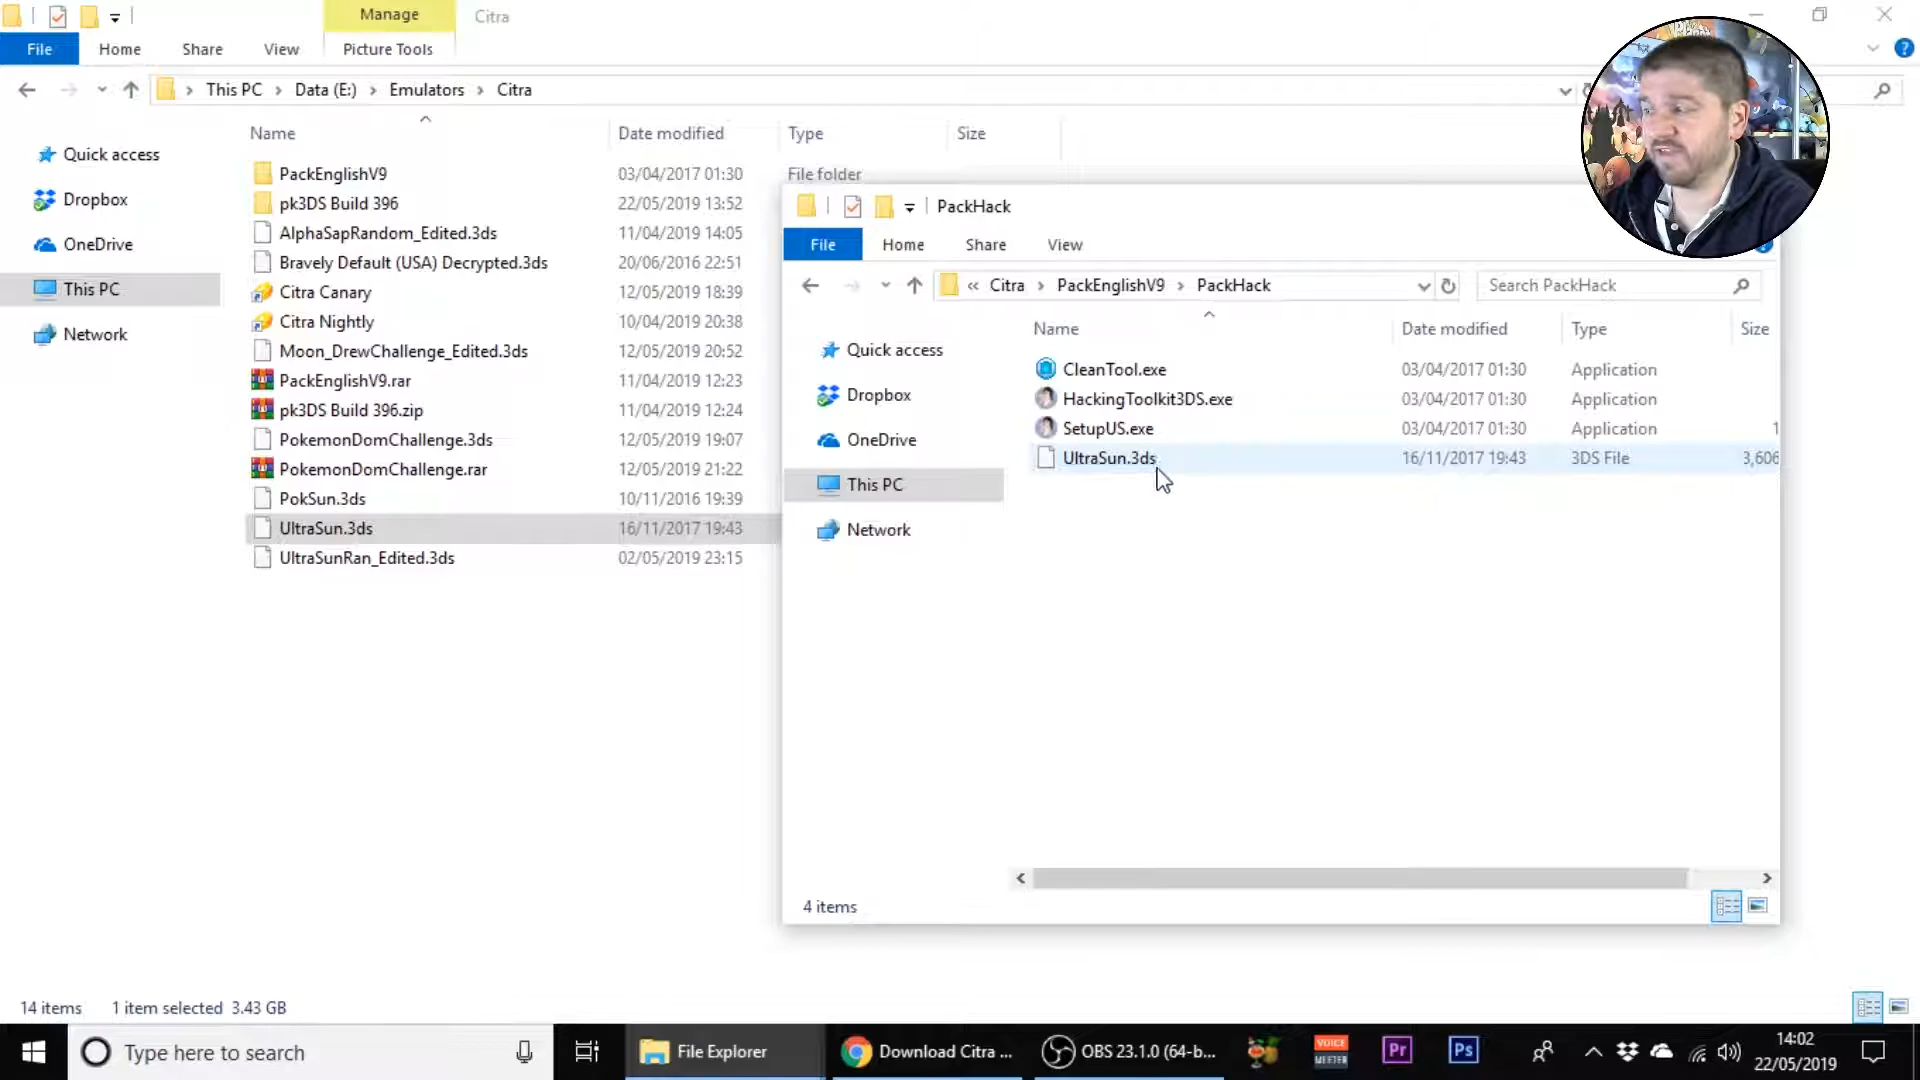 Manage
Citra
File
Home
Share
View
Picture Tools
This PC
Data (E:)
Emulators
Citra
Name
Date modified
Type
Size
Quick access
Dropbox
OneDrive
This PC
Network
PackEnglishV9 03/04/2017 01:30 File folder
pk3DS Build 396 22/05/2019 13:52
AlphaSapRandom_Edited.3ds 11/04/2019 14:05
Bravely Default (USA) Decrypted.3ds 20/06/2016 22:51
Citra Canary 12/05/2019 18:39
Citra Nightly 10/04/2019 20:38
Moon_DrewChallenge_Edited.3ds 12/05/2019 20:52
PackEnglishV9.rar 11/04/2019 12:23
pk3DS Build 396.zip 11/04/2019 12:24
PokemonDomChallenge.3ds 12/05/2019 19:07
PokemonDomChallenge.rar 12/05/2019 21:22
PokSun.3ds 10/11/2016 19:39
UltraSun.3ds 16/11/2017 19:43
UltraSunRan_Edited.3ds 02/05/2019 23:15
PackHack
File
Home
Share
View
« Citra
PackEnglishV9
PackHack
Search PackHack
Name
Date modified
Type
Size
Quick access
Dropbox
OneDrive
This PC
Network
CleanTool.exe 03/04/2017 01:30 Application
HackingToolkit3DS.exe 03/04/2017 01:30 Application
SetupUS.exe 03/04/2017 01:30 Application 1
UltraSun.3ds 16/11/2017 19:43 3DS File 3,606
4 items
14 items
1 item selected 3.43 GB
Type here to search
File Explorer
Download Citra ...
OBS 23.1.0 (64-b...
VOICE
MEETER
Pr
Ps
14:02
22/05/2019